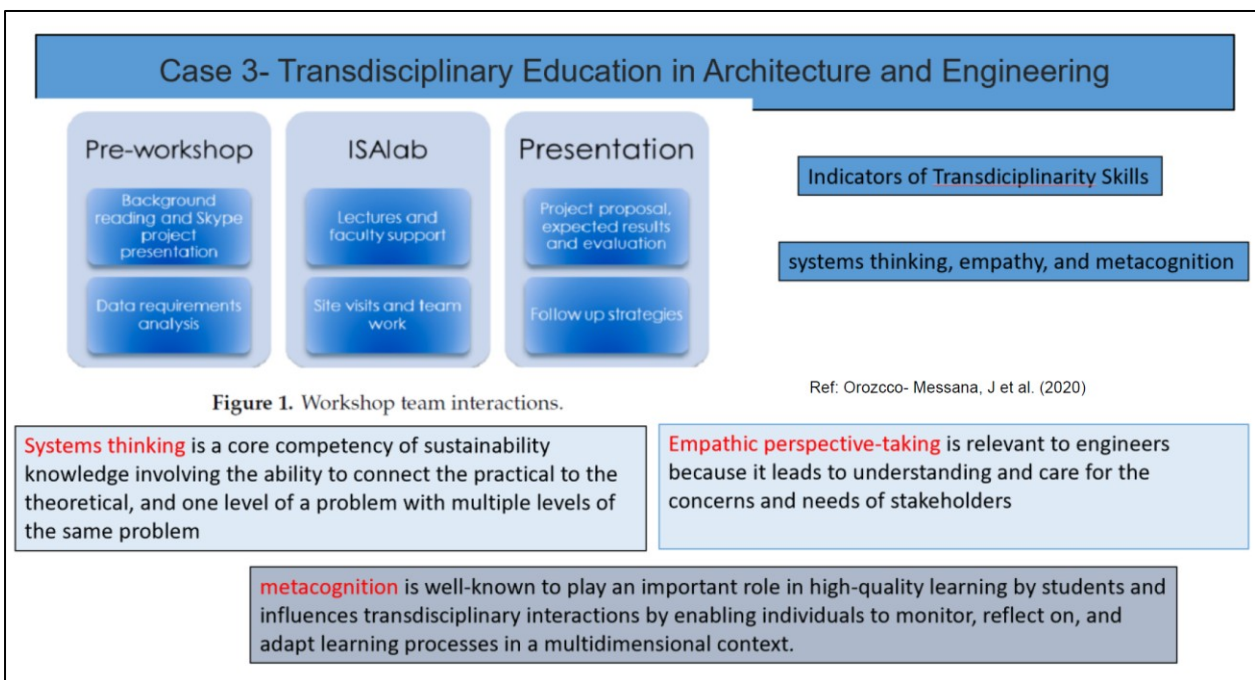 Case 3- Transdisciplinary Education in Architecture and Engineering
Pre-workshop
Background
reading and Skype
project
presentation
Data requirements
analysis
ISAlab
Lectures and
faculty support
Site visits and team
work
Presentation
Project proposal,
expected results
and evaluation
Follow up strategies
Figure 1. Workshop team interactions.
Indicators of Transdiciplinarity Skills
systems thinking, empathy, and metacognition
Ref: Orozcco- Messana, J et al. (2020)
Systems thinking is a core competency of sustainability
knowledge involving the ability to connect the practical to the
theoretical, and one level of a problem with multiple levels of
the same problem
Empathic perspective-taking is relevant to engineers
because it leads to understanding and care for the
concerns and needs of stakeholders
metacognition is well-known to play an important role in high-quality learning by students and
influences transdisciplinary interactions by enabling individuals to monitor, reflect on, and
adapt learning processes in a multidimensional context.